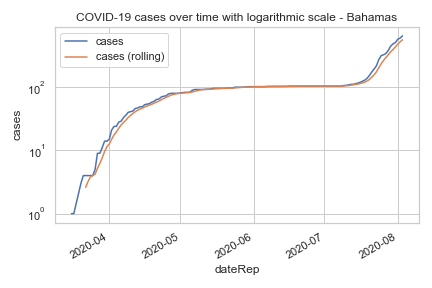 COVID-19 cases over time with logarithmic scale - Bahamas
cases
cases (rolling)
10²
10¹
10⁰
cases
2020-04
2020-05
2020-06
2020-07
2020-08
dateRep